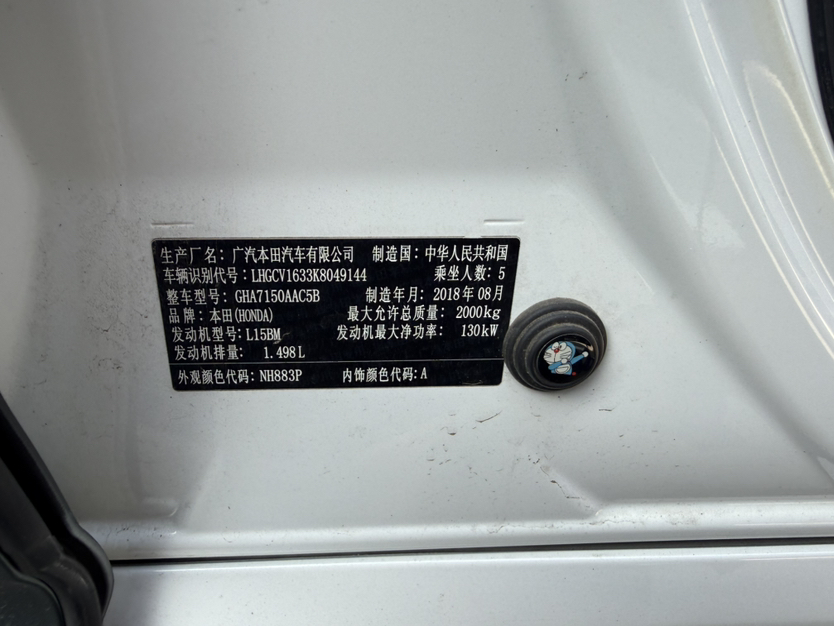 生产厂名：广汽本田汽车有限公司 制造国：中华人民共和国
车辆识别代号：LHGCV1633K8049144 乘坐人数：5
整车型号：GHA7150AAC5B 制造年月：2018年08月
品牌：本田(HONDA) 最大允许总质量：2000kg
发动机型号：L15BM 发动机最大净功率：130kW
发动机排量：1.498L
外观颜色代码：NH883P 内饰颜色代码：A